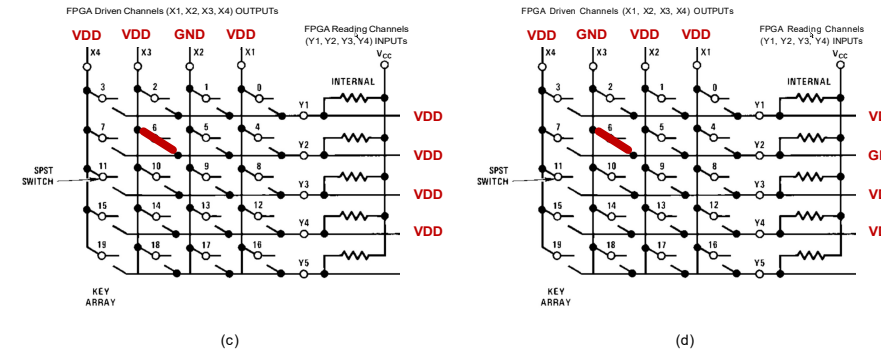 FPGA Driven Channels (X1, X2, X3, X4) OUTPUTs
FPGA Reading Channels
(Y1, Y2, Y3, Y4) INPUTs
VDD VDD GND VDD
X4 X3 X2 X1
VCC
INTERNAL
3 2 1 0
Y1
VDD
7 6 5 4
Y2
VDD
SPST
SWITCH
11 10 9 8
Y3
VDD
15 14 13 12
Y4
VDD
19 18 17 16
Y5
KEY
ARRAY
(c)
FPGA Driven Channels (X1, X2, X3, X4) OUTPUTs
FPGA Reading Channels
(Y1, Y2, Y3, Y4) INPUTs
VDD GND VDD VDD
X4 X3 X2 X1
VCC
INTERNAL
3 2 1 0
Y1
7 6 5 4
Y2
SPST
SWITCH
11 10 9 8
Y3
15 14 13 12
Y4
19 18 17 16
Y5
KEY
ARRAY
(d)